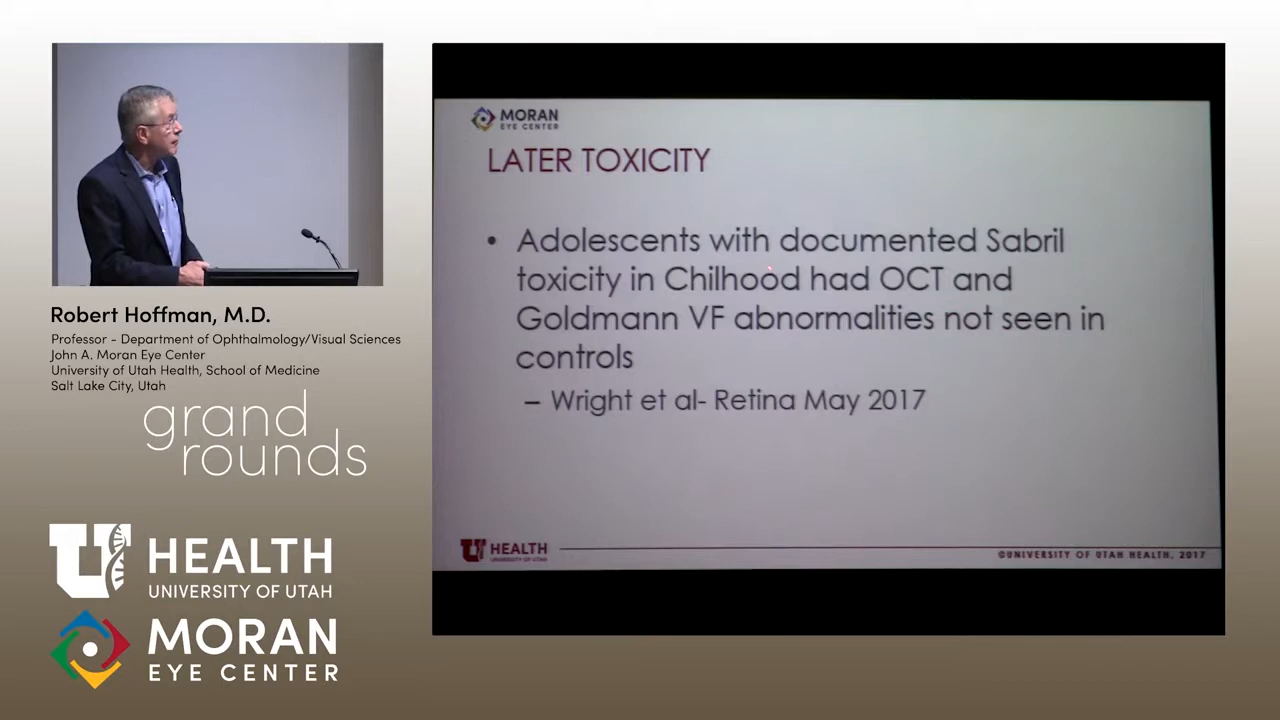 MORAN
EYE CENTER
LATER TOXICITY
• Adolescents with documented Sabril
toxicity in Chilhood had OCT and
Goldmann VF abnormalities not seen in
controls
– Wright et al- Retina May 2017
U HEALTH
UNIVERSITY OF UTAH
©UNIVERSITY OF UTAH HEALTH, 2017
Robert Hoffman, M.D.
Professor - Department of Ophthalmology/Visual Sciences
John A. Moran Eye Center
University of Utah Health, School of Medicine
Salt Lake City, Utah
grand
rounds
U HEALTH
UNIVERSITY OF UTAH
MORAN
EYE CENTER